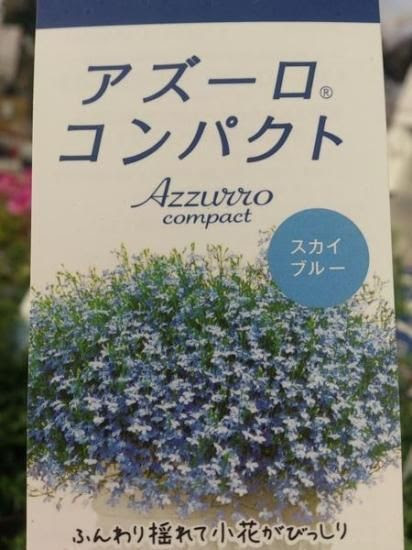 アズーロ®
コンパクト
Azzurro
compact
スカイ
ブルー
ふんわり揺れて小花がびっしり